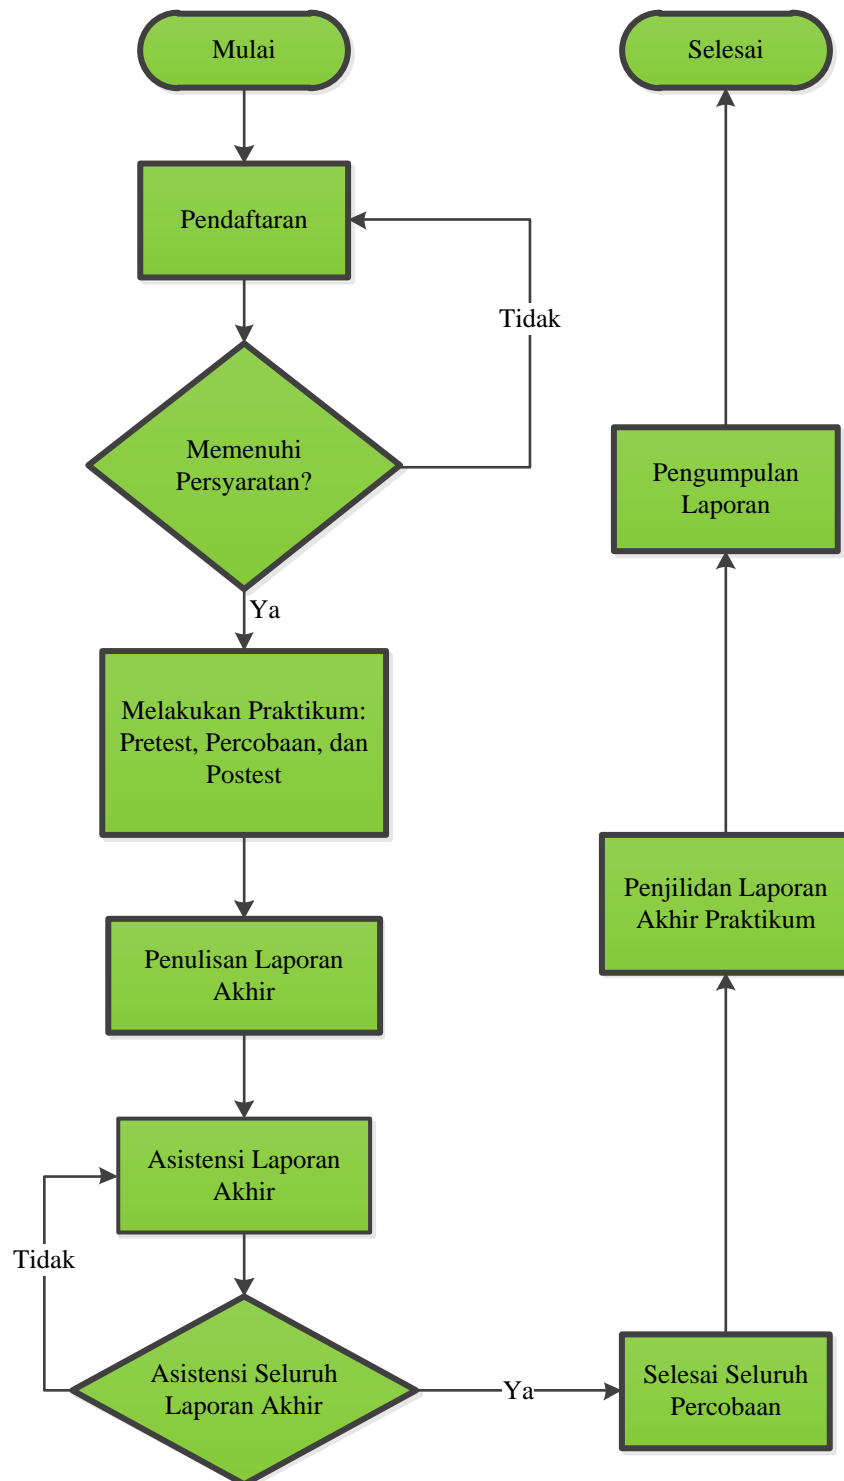 Mulai
Pendaftaran
Tidak
Memenuhi
Persyaratan?
Ya
Melakukan Praktikum:
Pretest, Percobaan, dan
Postest
Penulisan Laporan
Akhir
Asistensi Laporan
Akhir
Tidak
Asistensi Seluruh
Laporan Akhir
Ya
Selesai Seluruh
Percobaan
Penjilidan Laporan
Akhir Praktikum
Pengumpulan
Laporan
Selesai